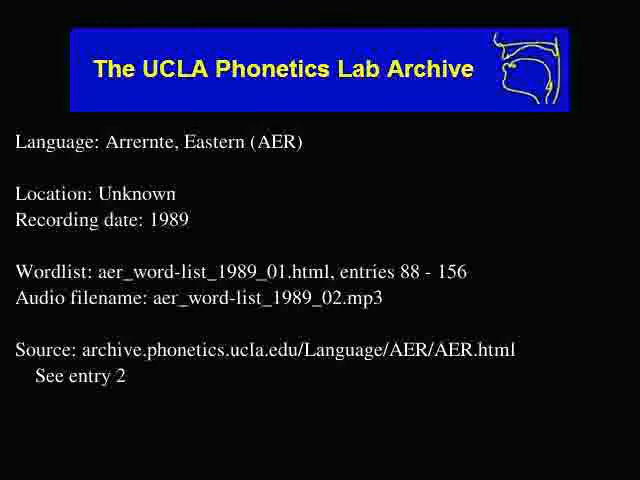 The UCLA Phonetics Lab Archive
Language: Arrernte, Eastern (AER)
Location: Unknown
Recording date: 1989
Wordlist: aer_word-list_1989_01.html, entries 88 - 156
Audio filename: aer_word-list_1989_02.mp3
Source: archive.phonetics.ucla.edu/Language/AER/AER.html
See entry 2